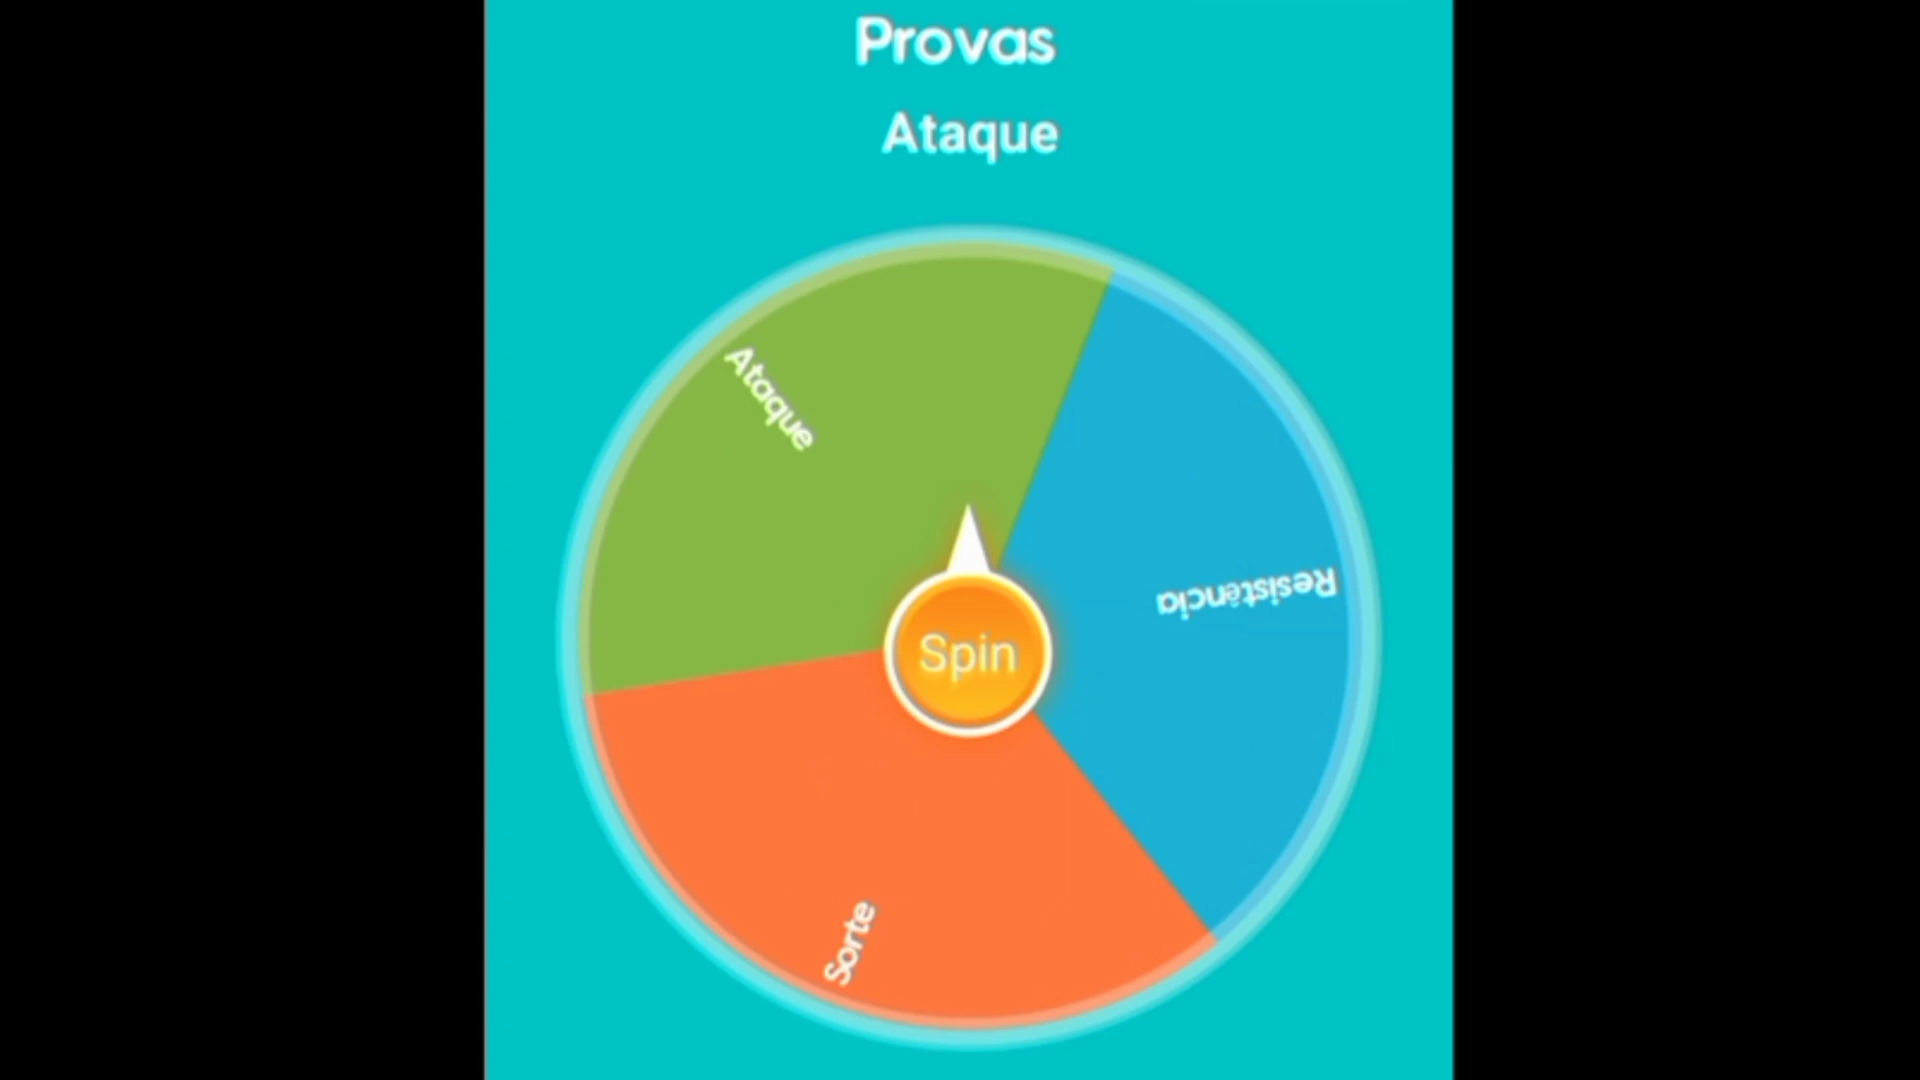 Provas
Ataque
Ataque
Resistência
Spin
Sorte